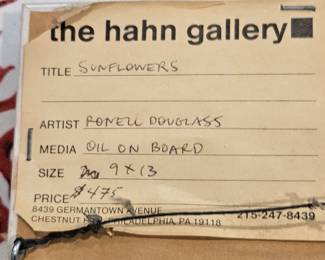 the hahn gallery
TITLE SUNFLOWERS
ARTIST RONELL DOUGLASS
MEDIA OIL ON BOARD
SIZE 9 X 13
PRICE $475
8439 GERMANTOWN AVENUE
CHESTNUT HILL, PHILADELPHIA, PA 19118 215-247-8439